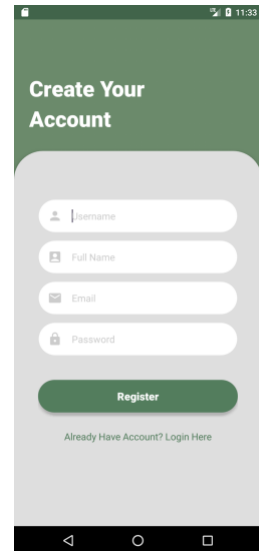 11:33
Create Your
Account
Username
Full Name
Email
Password
Register
Already Have Account? Login Here